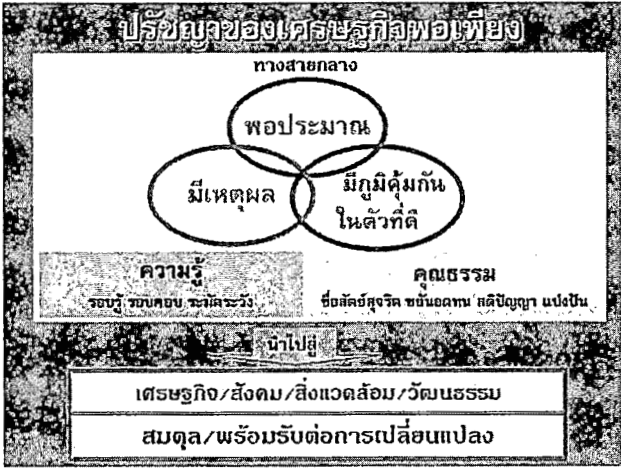 ปรัชญาของเศรษฐกิจพอเพียง
ทางสายกลาง
พอประมาณ
มีเหตุผล
มีภูมิคุ้มกัน
ในตัวที่ดี
ความรู้
รอบรู้ รอบคอบ ระมัดระวัง
คุณธรรม
ซื่อสัตย์สุจริต ขยันอดทน สติปัญญา แบ่งปัน
นำไปสู่
เศรษฐกิจ/สังคม/สิ่งแวดล้อม/วัฒนธรรม
สมดุล/พร้อมรับต่อการเปลี่ยนแปลง